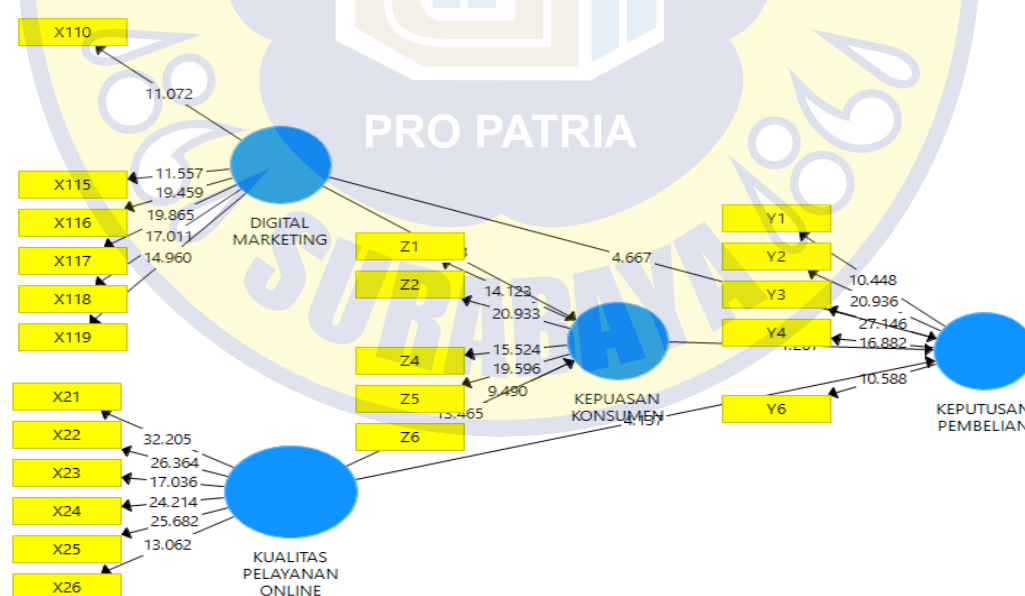 X110
11.072
PRO PATRIA
SURABAYA
X115
X116
X117
X118
X119
11.557
19.459
19.865
17.011
14.960
DIGITAL
MARKETING
Z1
Z2
Z4
Z5
Z6
14.123
20.933
15.524
19.596
9.490
13.465
4.667
KEPUASAN
KONSUMEN
Y1
Y2
Y3
Y4
Y6
10.448
20.936
27.146
16.882
10.588
KEPUTUSAN
PEMBELIAN
X21
X22
X23
X24
X25
X26
32.205
26.364
17.036
24.214
25.682
13.062
KUALITAS
PELAYANAN
ONLINE